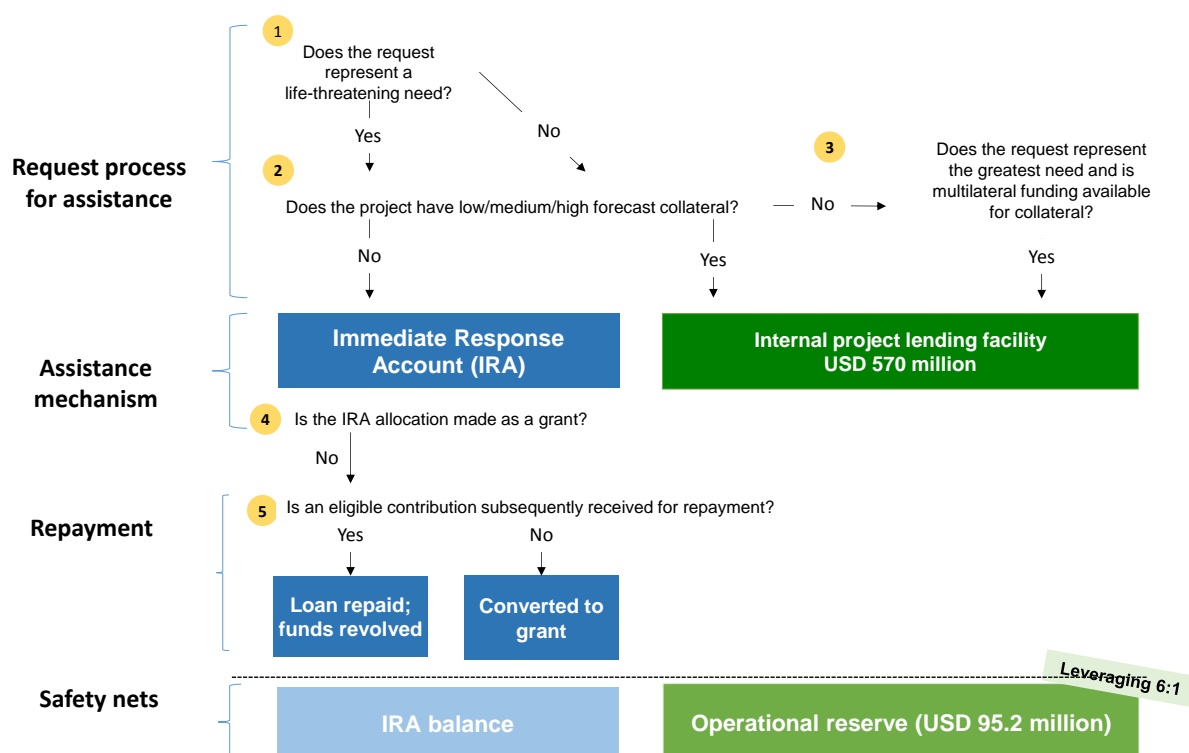 1
Does the request
represent a
life-threatening need?
Yes
No
Request process
for assistance
2
Does the project have low/medium/high forecast collateral?
No
3
Does the request represent
the greatest need and is
multilateral funding available
for collateral?
No
Yes
Yes
Assistance
mechanism
Immediate Response
Account (IRA)
Internal project lending facility
USD 570 million
4
Is the IRA allocation made as a grant?
No
Repayment
5
Is an eligible contribution subsequently received for repayment?
Yes
No
Loan repaid;
funds revolved
Converted to
grant
Leveraging 6:1
Safety nets
IRA balance
Operational reserve (USD 95.2 million)